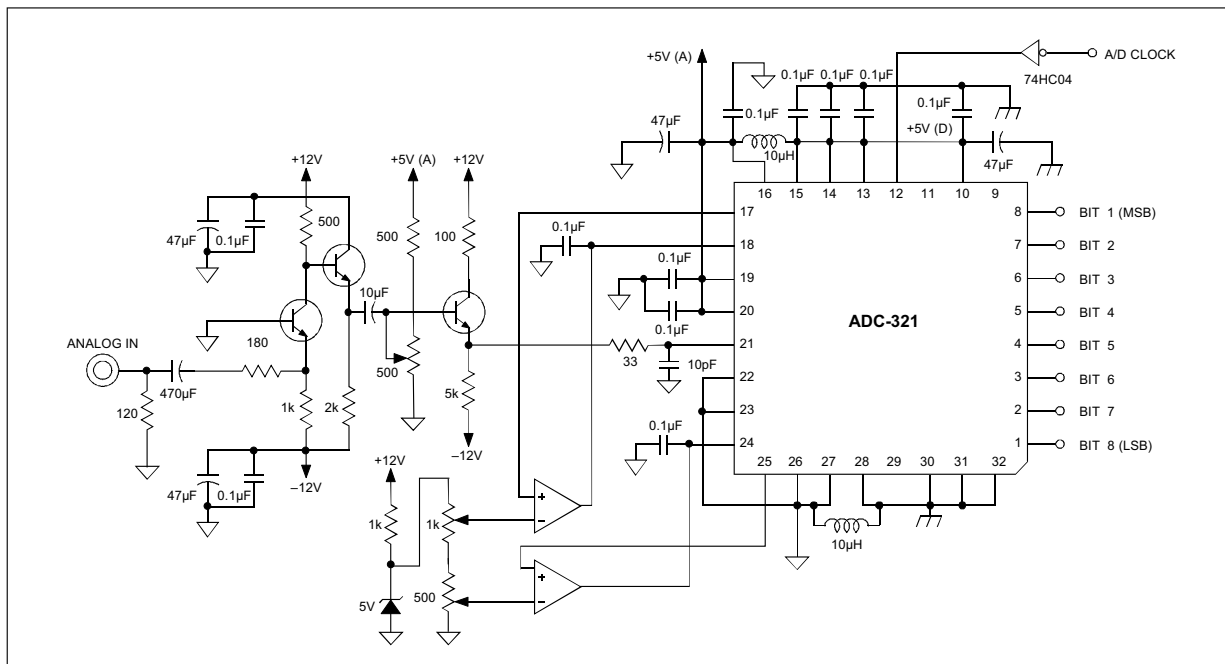 A/D CLOCK
74HC04
+5V (A)
0.1µF 0.1µF 0.1µF
0.1µF
0.1µF
+5V (D)
47µF
10µH
47µF
+12V
+5V (A)
+12V
16 15 14 13 12 11 10 9
17
8 BIT 1 (MSB)
500
500
100
0.1µF
18
7 BIT 2
47µF
0.1µF
0.1µF
19
6 BIT 3
10µF
20
5 BIT 4
ADC-321
0.1µF
180
ANALOG IN
21
4 BIT 5
33
10pF
500
22
3 BIT 6
470µF
5k
120
1k
2k
23
2 BIT 7
0.1µF
24
1 BIT 8 (LSB)
–12V
25 26 27 28 29 30 31 32
47µF
0.1µF
–12V
+12V
+
–
1k
1k
10µH
+
–
5V
500